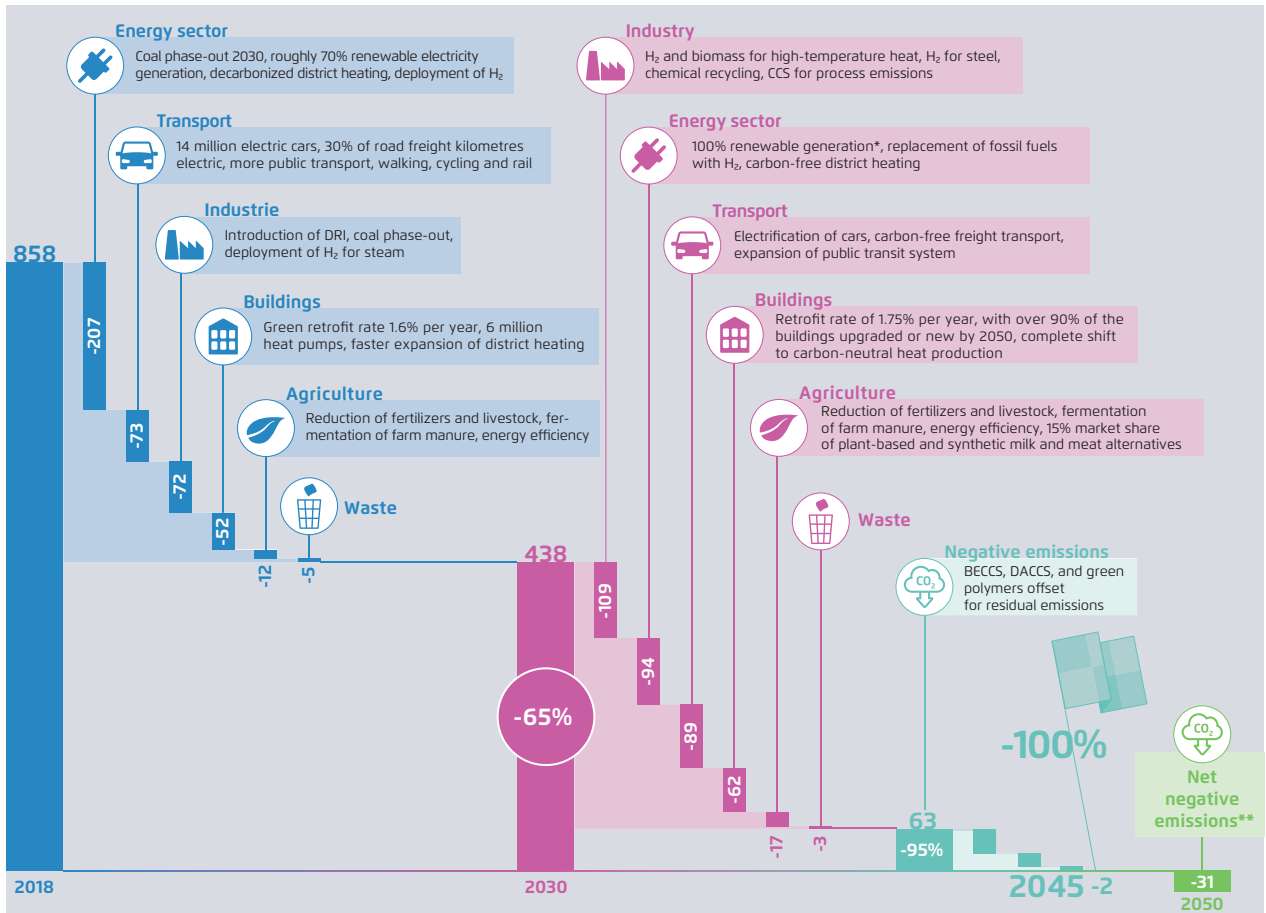 Energy sector
Coal phase-out 2030, roughly 70% renewable electricity
generation, decarbonized district heating, deployment of H₂
Transport
14 million electric cars, 30% of road freight kilometres
electric, more public transport, walking, cycling and rail
Industrie
Introduction of DRI, coal phase-out,
deployment of H₂ for steam
Buildings
Green retrofit rate 1.6% per year, 6 million
heat pumps, faster expansion of district heating
Agriculture
Reduction of fertilizers and livestock, fer-
mentation of farm manure, energy efficiency
Waste
858
-207
-73
-72
-52
-12
-5
2018
Industry
H₂ and biomass for high-temperature heat, H₂ for steel,
chemical recycling, CCS for process emissions
Energy sector
100% renewable generation*, replacement of fossil fuels
with H₂, carbon-free district heating
Transport
Electrification of cars, carbon-free freight transport,
expansion of public transit system
Buildings
Retrofit rate of 1.75% per year, with over 90% of the
buildings upgraded or new by 2050, complete shift
to carbon-neutral heat production
Agriculture
Reduction of fertilizers and livestock, fermentation
of farm manure, energy efficiency, 15% market share
of plant-based and synthetic milk and meat alternatives
Waste
438
-65%
-109
-94
-89
-62
-17
-3
2030
Negative emissions
CO₂
BECCS, DACCS, and green
polymers offset
for residual emissions
63
-95%
-100%
2045
-2
CO₂
Net
negative
emissions**
-31
2050